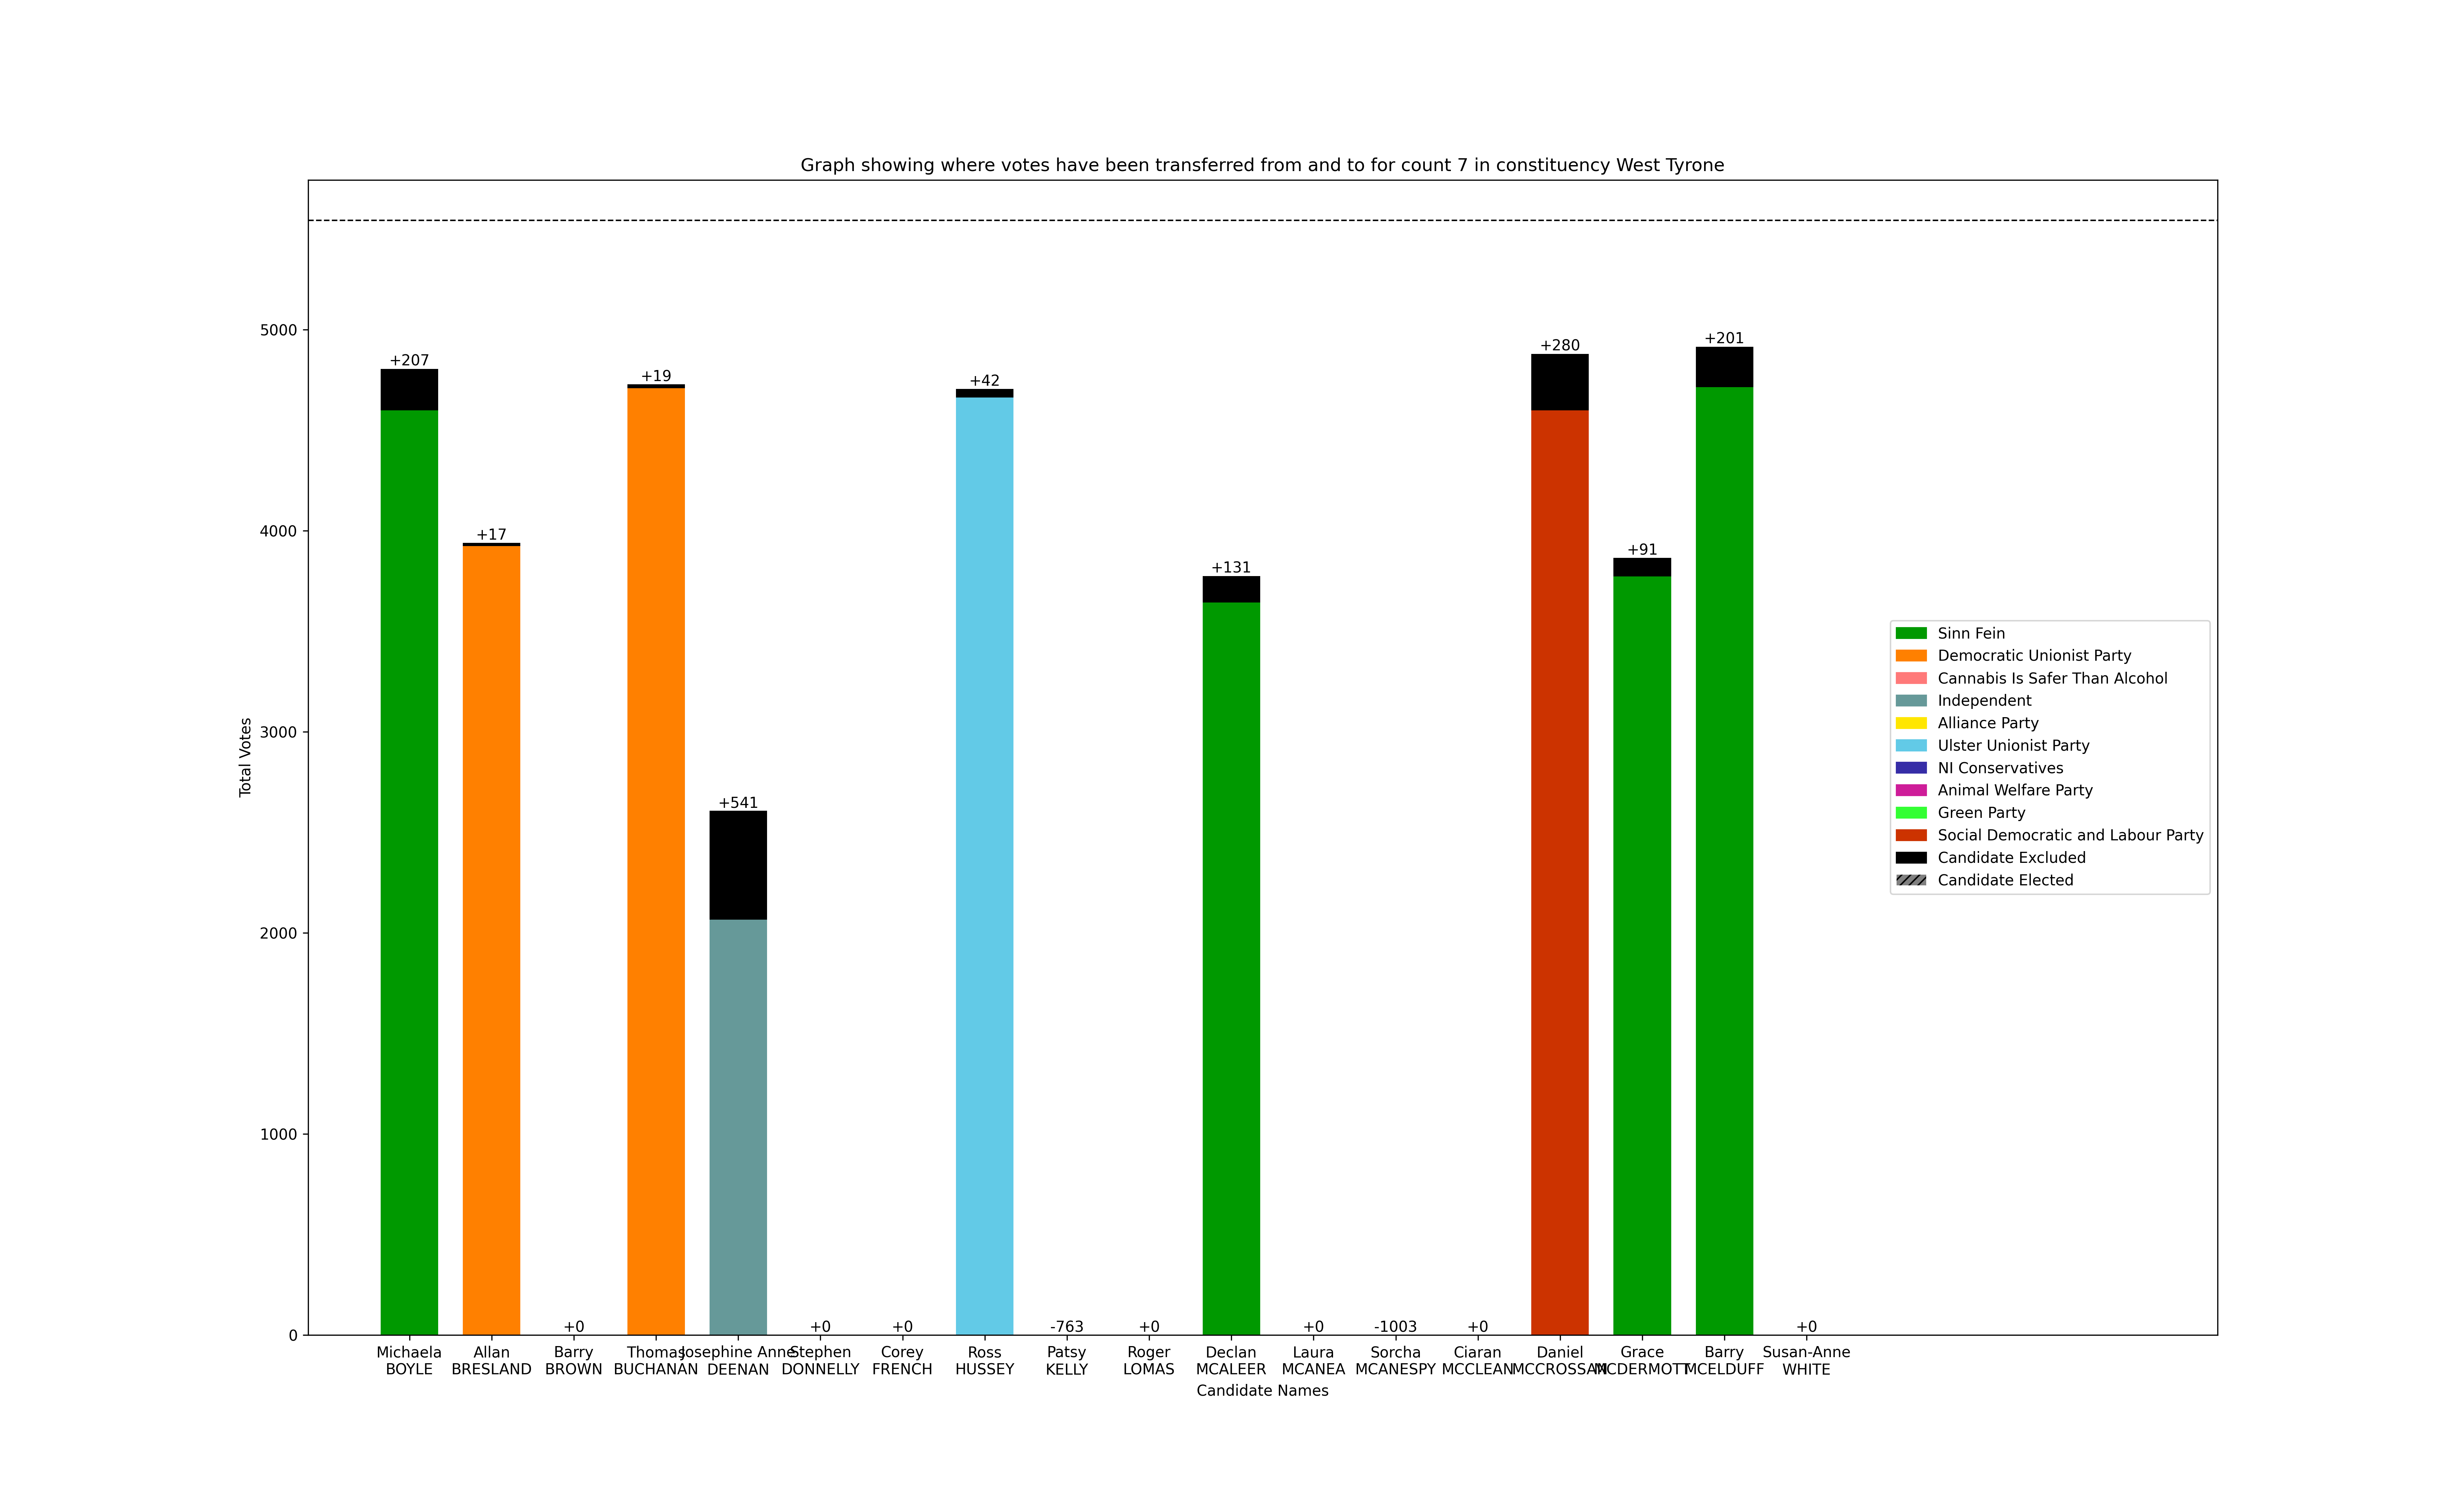 Graph showing where votes have been transferred from and to for count 7 in constituency West Tyrone
Total Votes
5000
4000
3000
2000
1000
0
+207
+17
+0
+19
+541
+0
+0
+42
-763
+0
+131
+0
-1003
+0
+280
+91
+201
+0
Michaela
BOYLE
Allan
BRESLAND
Barry
BROWN
Thomas
BUCHANAN
Josephine Anne
DEENAN
Stephen
DONNELLY
Corey
FRENCH
Ross
HUSSEY
Patsy
KELLY
Roger
LOMAS
Declan
MCALEER
Laura
MCANEA
Sorcha
MCANESPY
Ciaran
MCCLEAN
Daniel
MCCROSSAN
Grace
MCDERMOTT
Barry
MCELDUFF
Susan-Anne
WHITE
Candidate Names
Sinn Fein
Democratic Unionist Party
Cannabis Is Safer Than Alcohol
Independent
Alliance Party
Ulster Unionist Party
NI Conservatives
Animal Welfare Party
Green Party
Social Democratic and Labour Party
Candidate Excluded
Candidate Elected